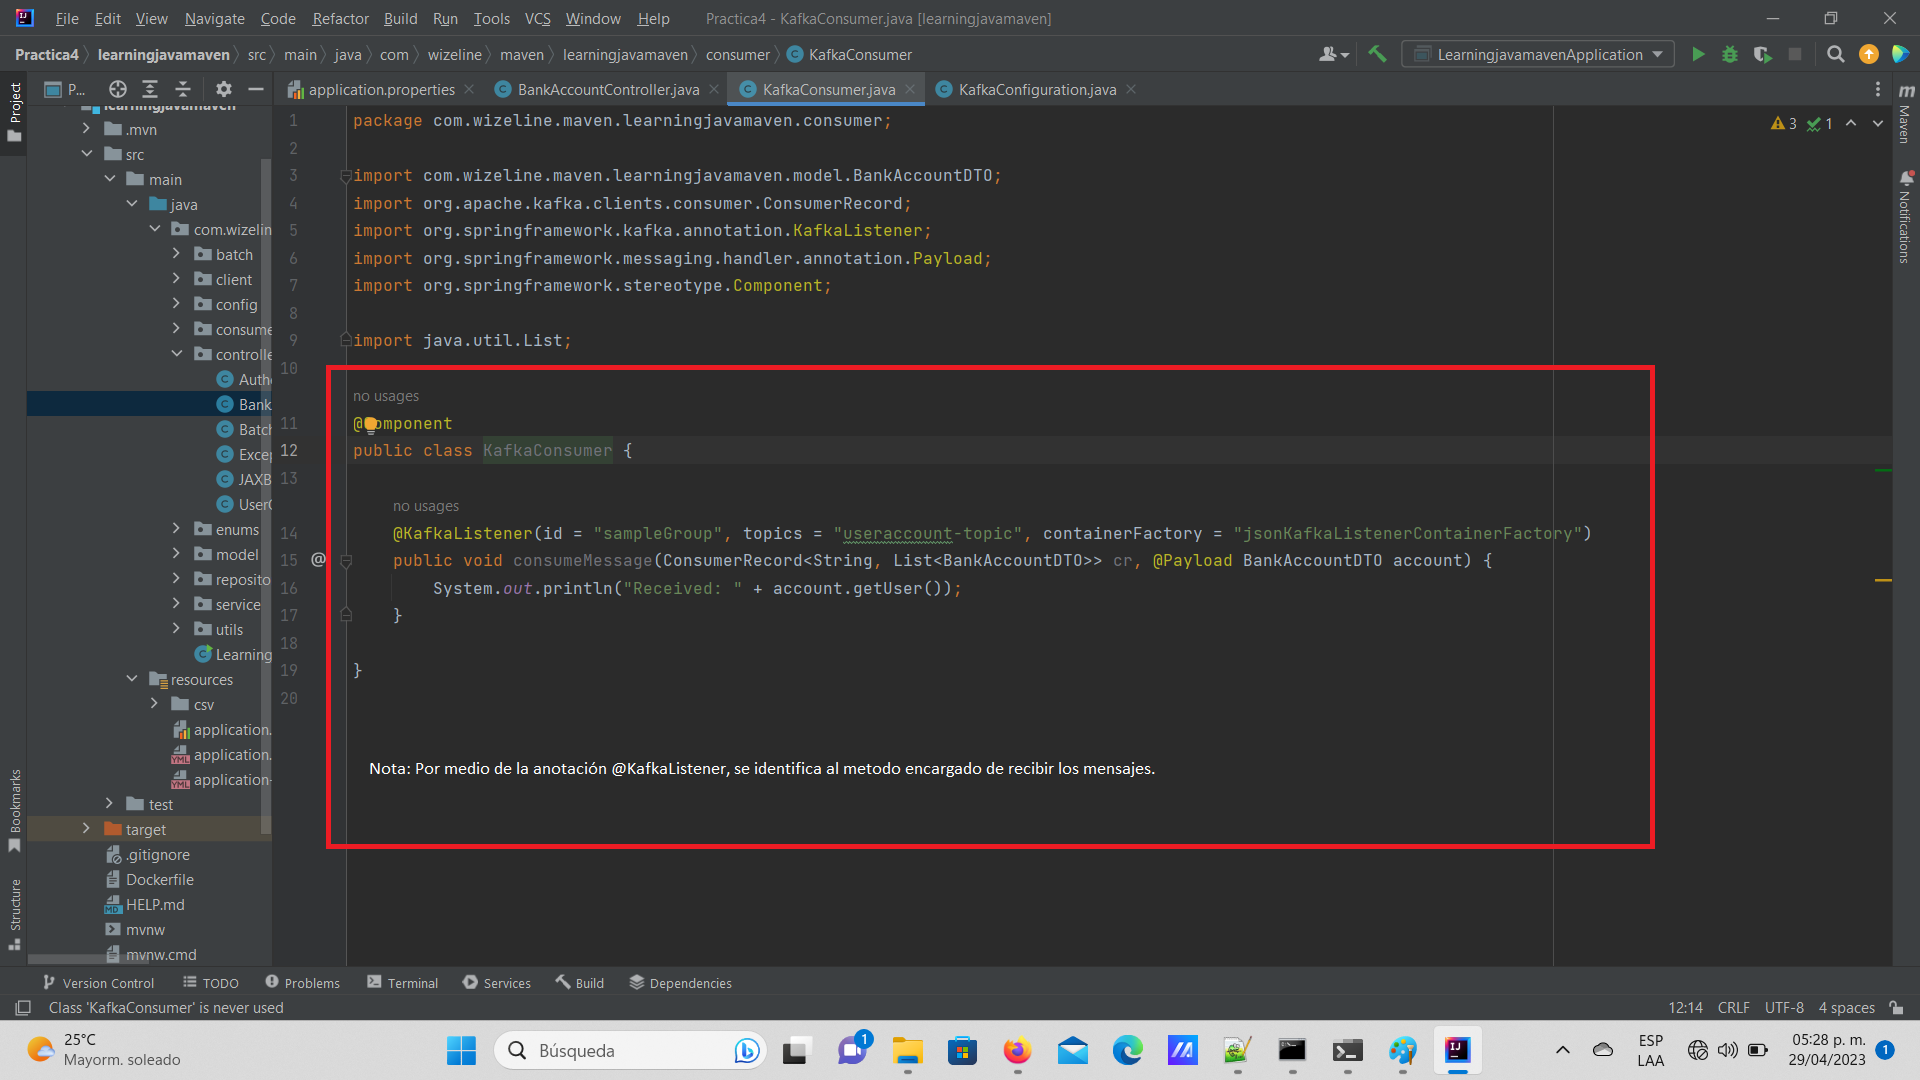 File Edit View Navigate Code Refactor Build Run Tools VCS Window Help Practica4 - KafkaConsumer.java [learningjavamaven]
Practica4 learningjavamaven src main java com wizeline maven learningjavamaven consumer KafkaConsumer LearningjavamavenApplication
Project P... application.properties BankAccountController.java KafkaConsumer.java KafkaConfiguration.java
learningjavamaven
.mvn
src
main
java
com.wizelin
batch
client
config
consume
controlle
Auth
Bank
Batch
Excep
JAXB
UserC
enums
model
reposito
service
utils
Learning
resources
csv
application.
application.
application-
test
target
.gitignore
Dockerfile
HELP.md
mvnw
mvnw.cmd
Bookmarks
Structure
1 package com.wizeline.maven.learningjavamaven.consumer;
2
3 import com.wizeline.maven.learningjavamaven.model.BankAccountDTO;
4 import org.apache.kafka.clients.consumer.ConsumerRecord;
5 import org.springframework.kafka.annotation.KafkaListener;
6 import org.springframework.messaging.handler.annotation.Payload;
7 import org.springframework.stereotype.Component;
8
9 import java.util.List;
10
no usages
11 @Component
12 public class KafkaConsumer {
13
no usages
14 @KafkaListener(id = "sampleGroup", topics = "useraccount-topic", containerFactory = "jsonKafkaListenerContainerFactory")
15 @ public void consumeMessage(ConsumerRecord<String, List<BankAccountDTO>> cr, @Payload BankAccountDTO account) {
16 System.out.println("Received: " + account.getUser());
17 }
18
19 }
20
Nota: Por medio de la anotación @KafkaListener, se identifica al metodo encargado de recibir los mensajes.
3 1
Maven
Notifications
Version Control TODO Problems Terminal Services Build Dependencies
Class 'KafkaConsumer' is never used 12:14 CRLF UTF-8 4 spaces
25°C
Mayorm. soleado
Búsqueda
1
ESP
LAA
05:28 p. m.
29/04/2023
1